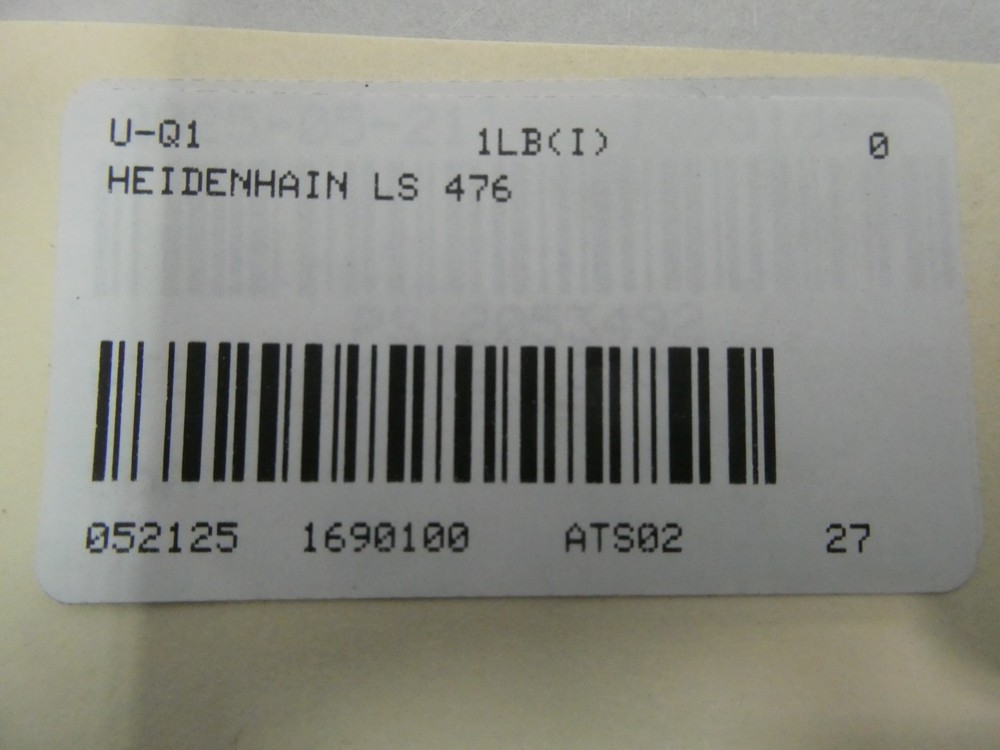 U-Q1 1LB(I) 0
HEIDENHAIN LS 476
052125 1690100 ATS02 27